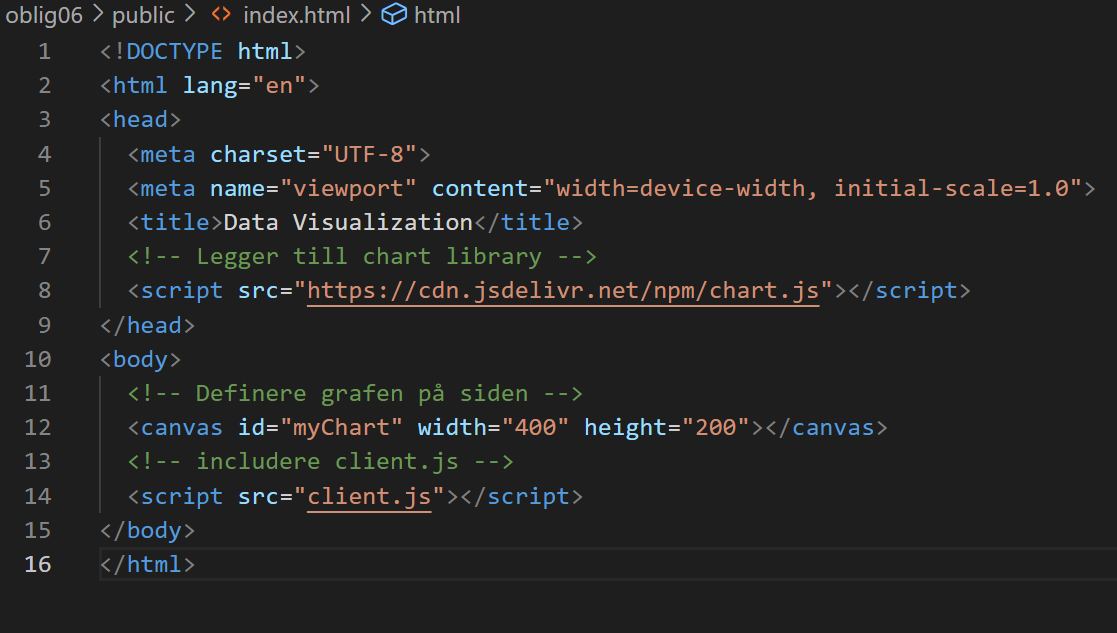 oblig06 > public > <> index.html > html
1 <!DOCTYPE html>
2 <html lang="en">
3 <head>
4   <meta charset="UTF-8">
5   <meta name="viewport" content="width=device-width, initial-scale=1.0">
6   <title>Data Visualization</title>
7   <!-- Legger till chart library -->
8   <script src="https://cdn.jsdelivr.net/npm/chart.js"></script>
9 </head>
10 <body>
11   <!-- Definere grafen på siden -->
12   <canvas id="myChart" width="400" height="200"></canvas>
13   <!-- includere client.js -->
14   <script src="client.js"></script>
15 </body>
16 </html>